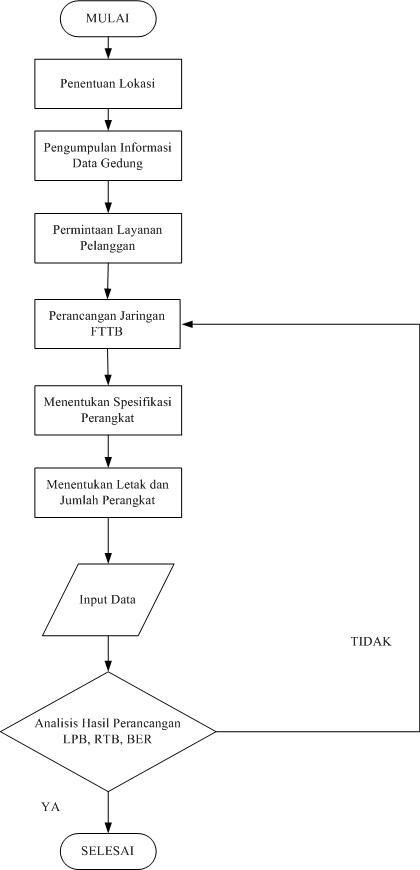 MULAI
Penentuan Lokasi
Pengumpulan Informasi
Data Gedung
Permintaan Layanan
Pelanggan
Perancangan Jaringan
FTTB
Menentukan Spesifikasi
Perangkat
Menentukan Letak dan
Jumlah Perangkat
Input Data
TIDAK
Analisis Hasil Perancangan
LPB, RTB, BER
YA
SELESAI